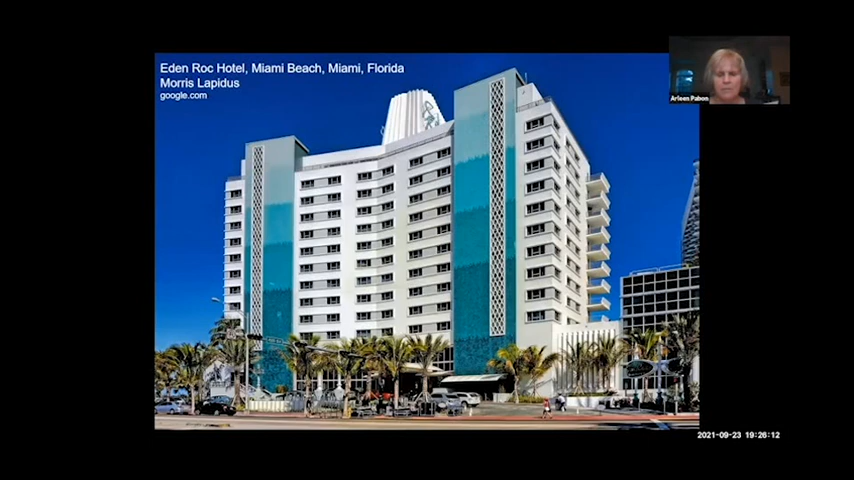 Eden Roc Hotel, Miami Beach, Miami, Florida
Morris Lapidus
google.com
Arleen Pabon
2021-09-23 19:26:12